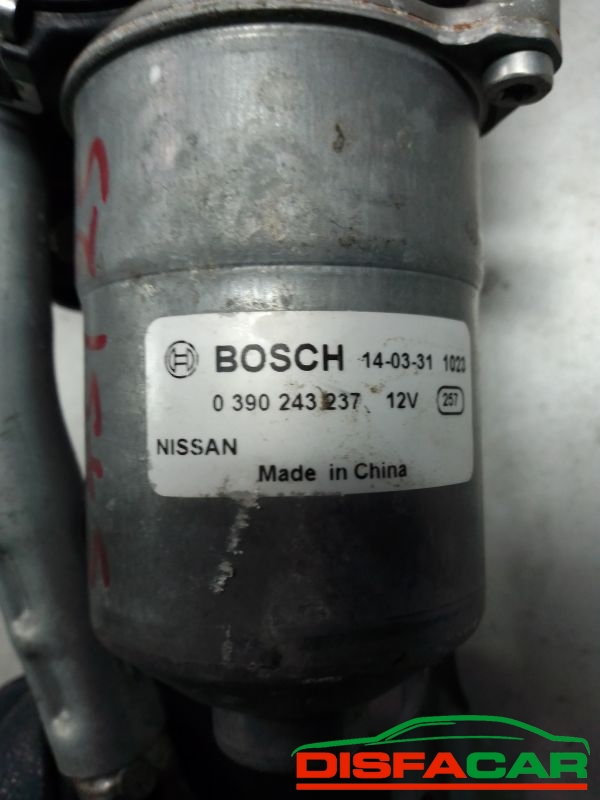 BOSCH 14-03-31 1023
0 390 243 237 12V 257
NISSAN
Made in China
DISFACAR